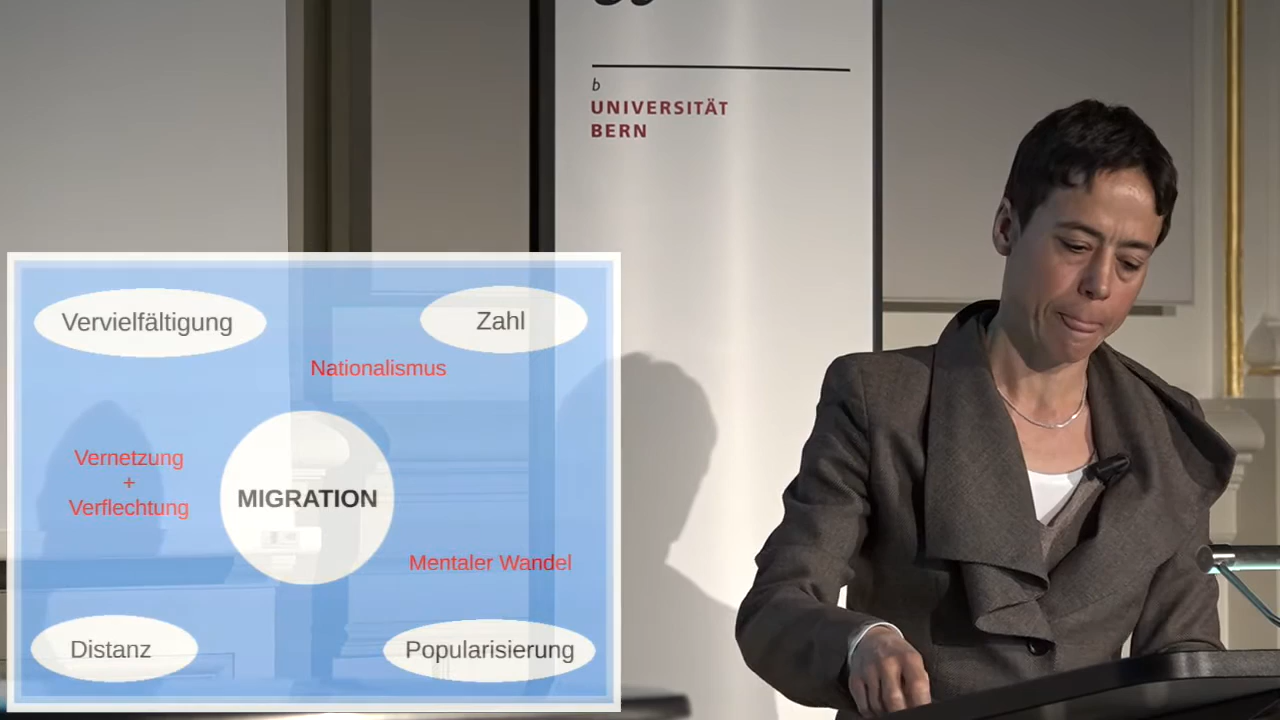 b
UNIVERSITÄT
BERN
Vervielfältigung
Zahl
Nationalismus
Vernetzung
+
Verflechtung
MIGRATION
Mentaler Wandel
Distanz
Popularisierung